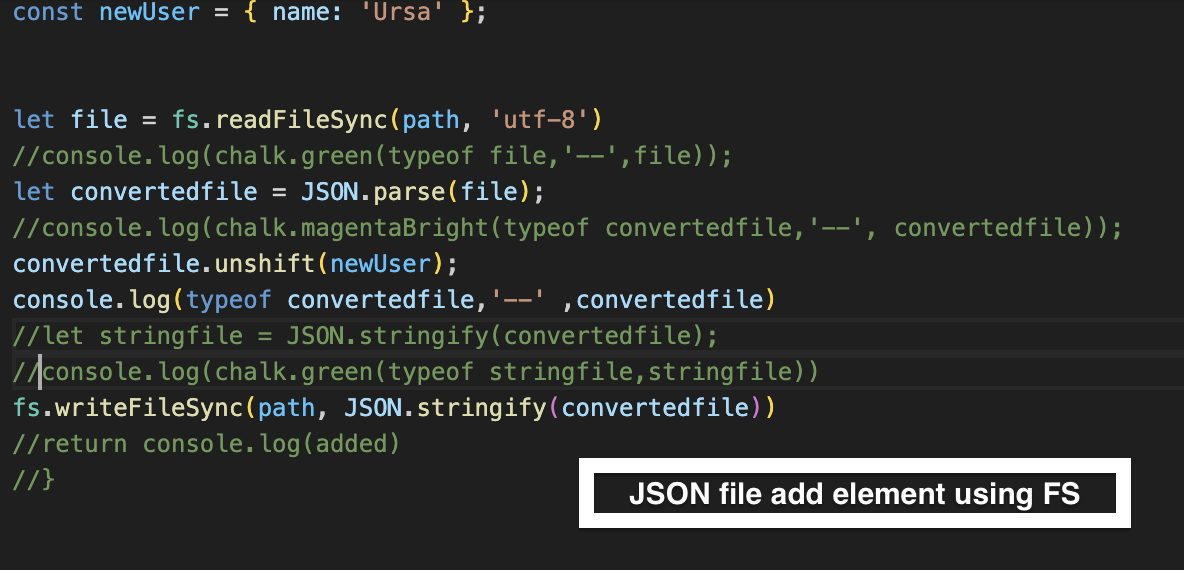 const newUser = { name: 'Ursa' };
let file = fs.readFileSync(path, 'utf-8')
//console.log(chalk.green(typeof file,'--',file));
let convertedfile = JSON.parse(file);
//console.log(chalk.magentaBright(typeof convertedfile,'--', convertedfile));
convertedfile.unshift(newUser);
console.log(typeof convertedfile,'--' ,convertedfile)
//let stringfile = JSON.stringify(convertedfile);
//console.log(chalk.green(typeof stringfile,stringfile))
fs.writeFileSync(path, JSON.stringify(convertedfile))
//return console.log(added)
//}
JSON file add element using FS